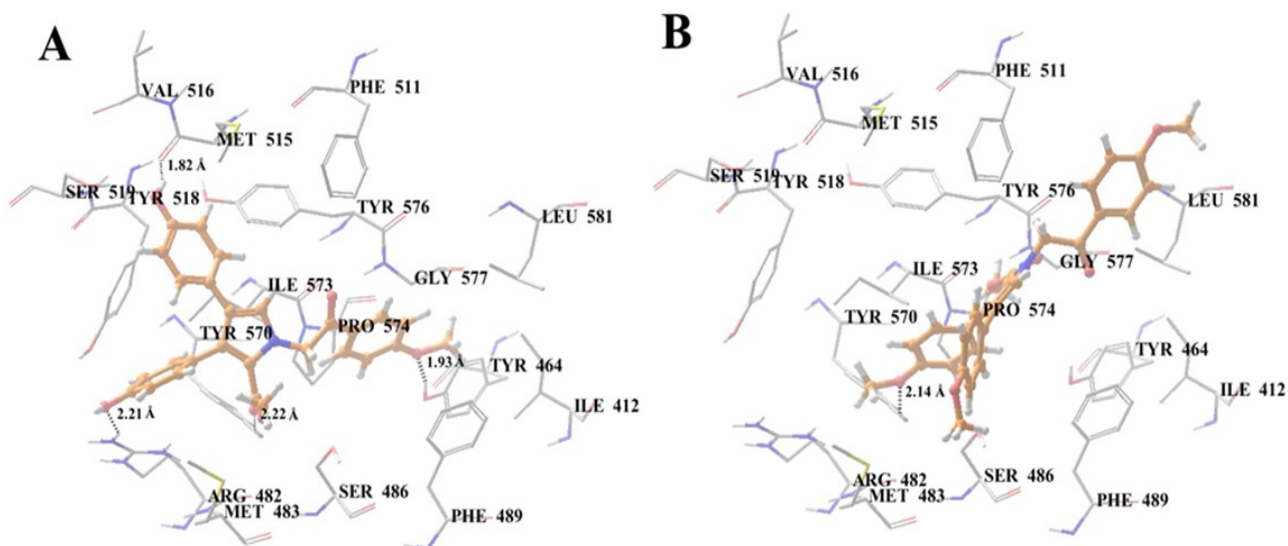 A
VAL 516
PHE 511
MET 515
1.82 Å
SER 519
TYR 518
TYR 576
LEU 581
GLY 577
ILE 573
TYR 570
PRO 574
1.93 Å
TYR 464
ILE 412
2.21 Å
2.22 Å
ARG 482
MET 483
SER 486
PHE 489
B
VAL 516
PHE 511
MET 515
SER 519
TYR 518
TYR 576
LEU 581
GLY 577
ILE 573
PRO 574
TYR 570
TYR 464
2.14 Å
ILE 412
ARG 482
MET 483
SER 486
PHE 489